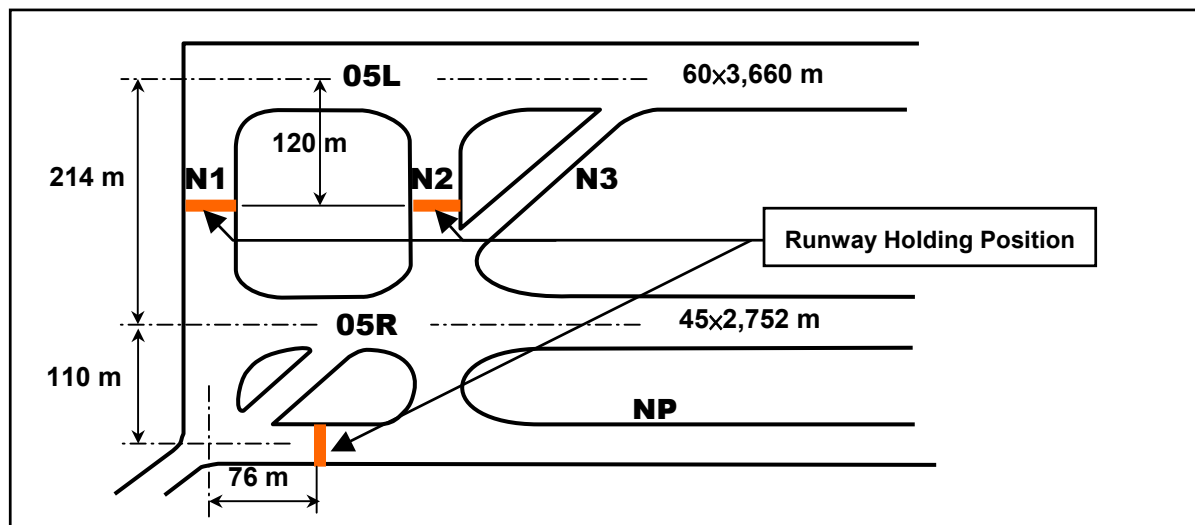 05L
60×3,660 m
120 m
214 m
N1
N2
N3
Runway Holding Position
05R
45×2,752 m
110 m
NP
76 m